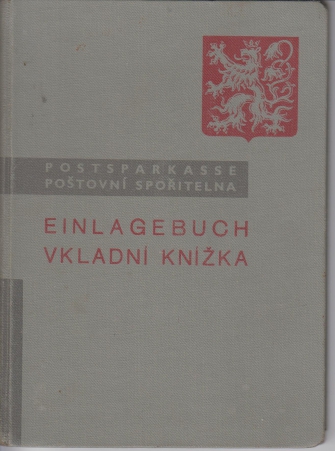 POSTSPARKASSE
POŠTOVNÍ SPOŘITELNA
EINLAGEBUCH
VKLADNÍ KNÍŽKA